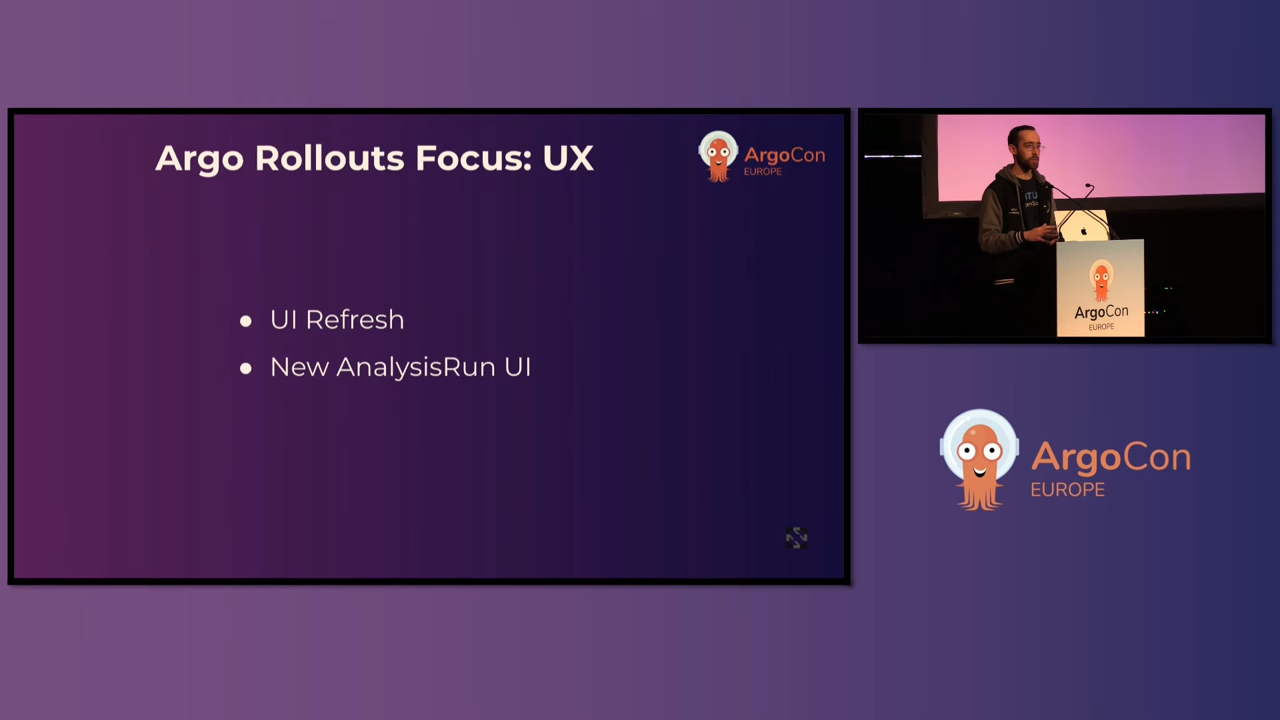 Argo Rollouts Focus: UX
ArgoCon
EUROPE
● UI Refresh
● New AnalysisRun UI
ArgoCon
EUROPE
ArgoCon
EUROPE